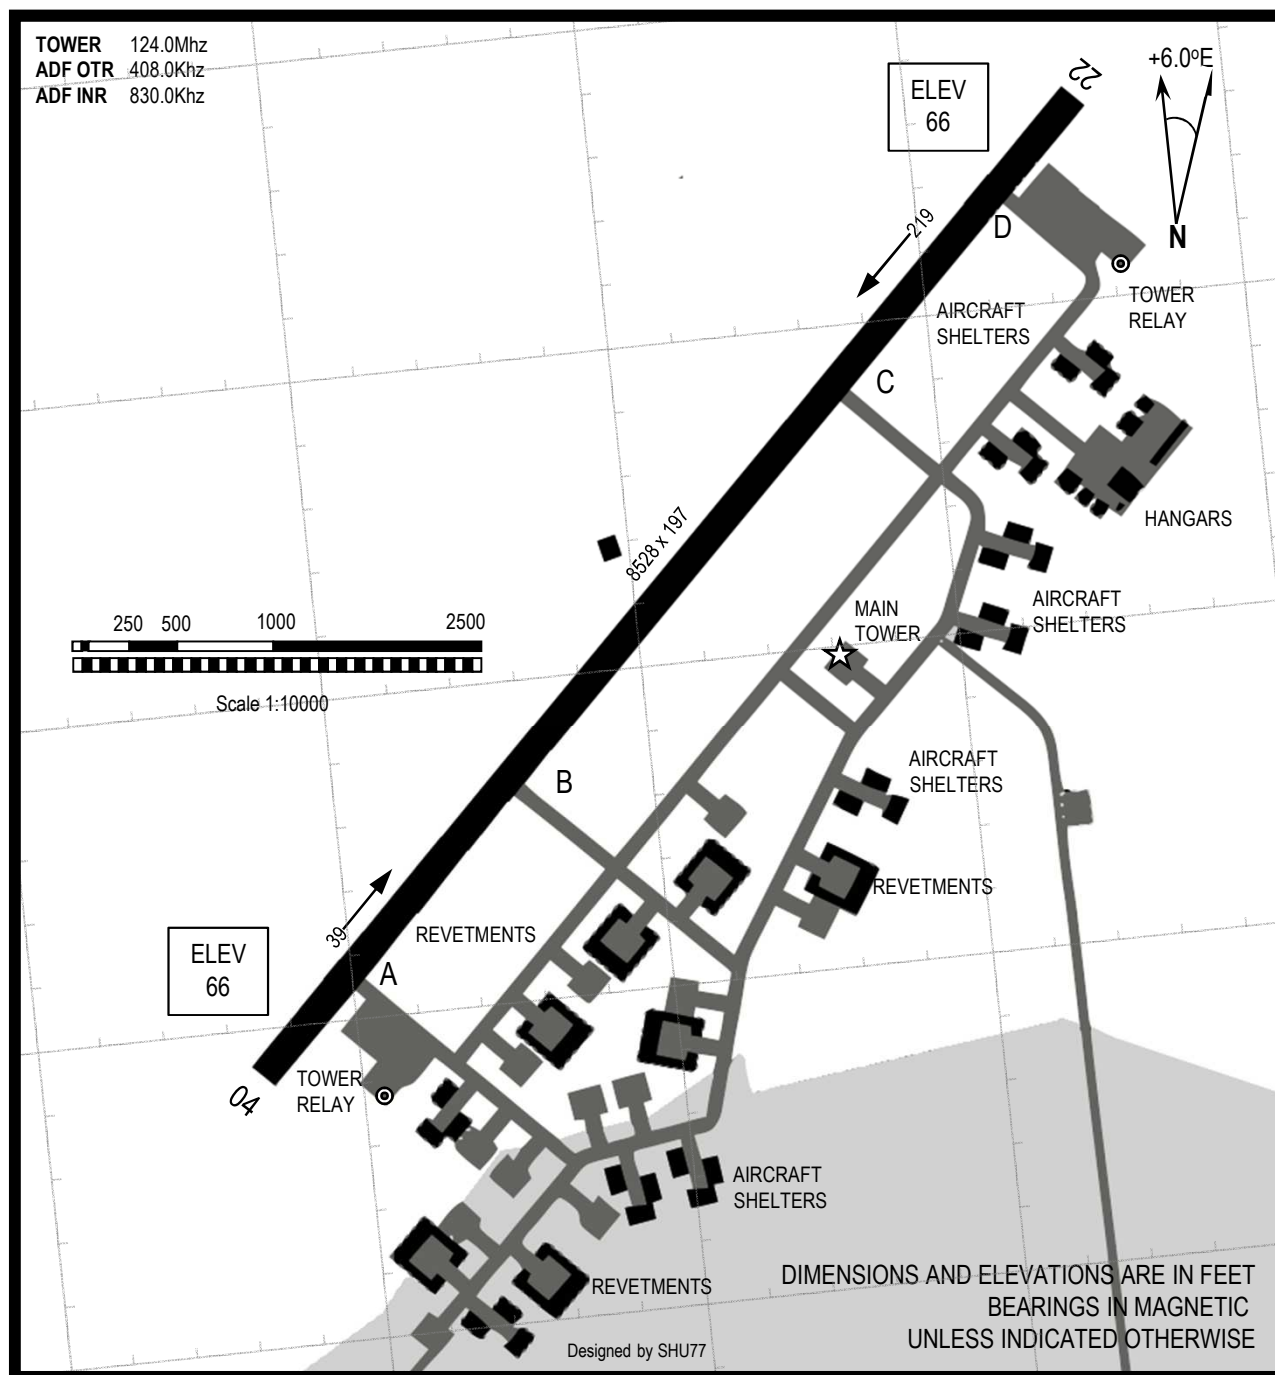 TOWER 124.0Mhz
ADF OTR 408.0Khz
ADF INR 830.0Khz
22
+6.0ºE
ELEV
66
N
219
D
TOWER
RELAY
AIRCRAFT
SHELTERS
C
HANGARS
8528 x 197
AIRCRAFT
SHELTERS
MAIN
TOWER
250 500 1000 2500
Scale 1:10000
AIRCRAFT
SHELTERS
B
REVETMENTS
39
REVETMENTS
ELEV
66
A
TOWER
RELAY
04
AIRCRAFT
SHELTERS
REVETMENTS
DIMENSIONS AND ELEVATIONS ARE IN FEET
BEARINGS IN MAGNETIC
UNLESS INDICATED OTHERWISE
Designed by SHU77